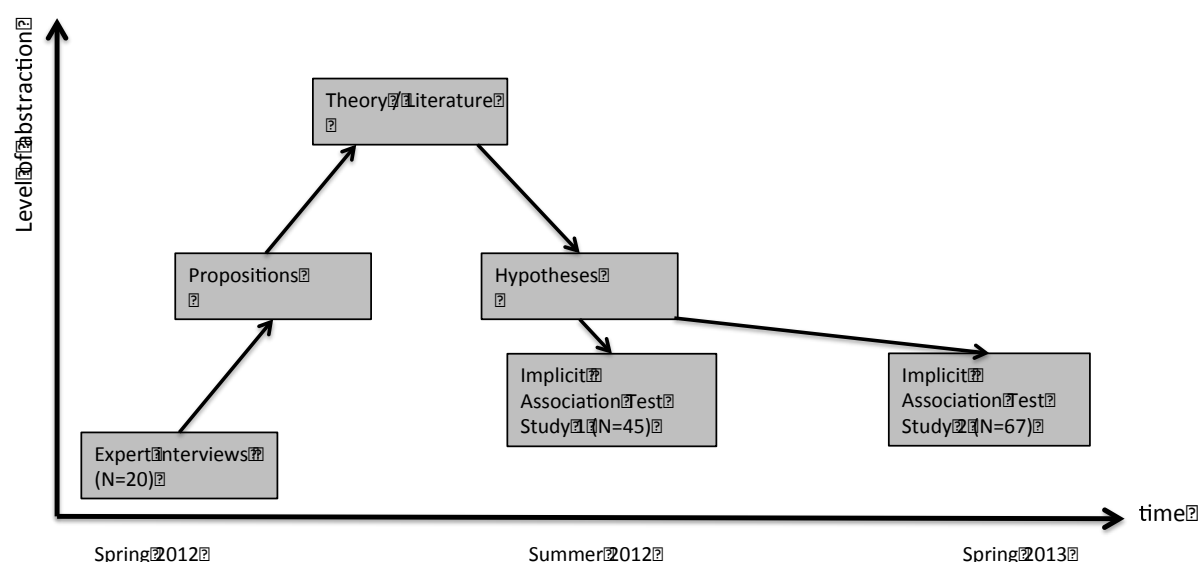 Level of abstraction
Theory / Literature
Propositions
Hypotheses
Implicit
Association Test
Study 1 (N=45)
Implicit
Association Test
Study 2 (N=67)
Expert Interviews
(N=20)
time
Spring 2012
Summer 2012
Spring 2013